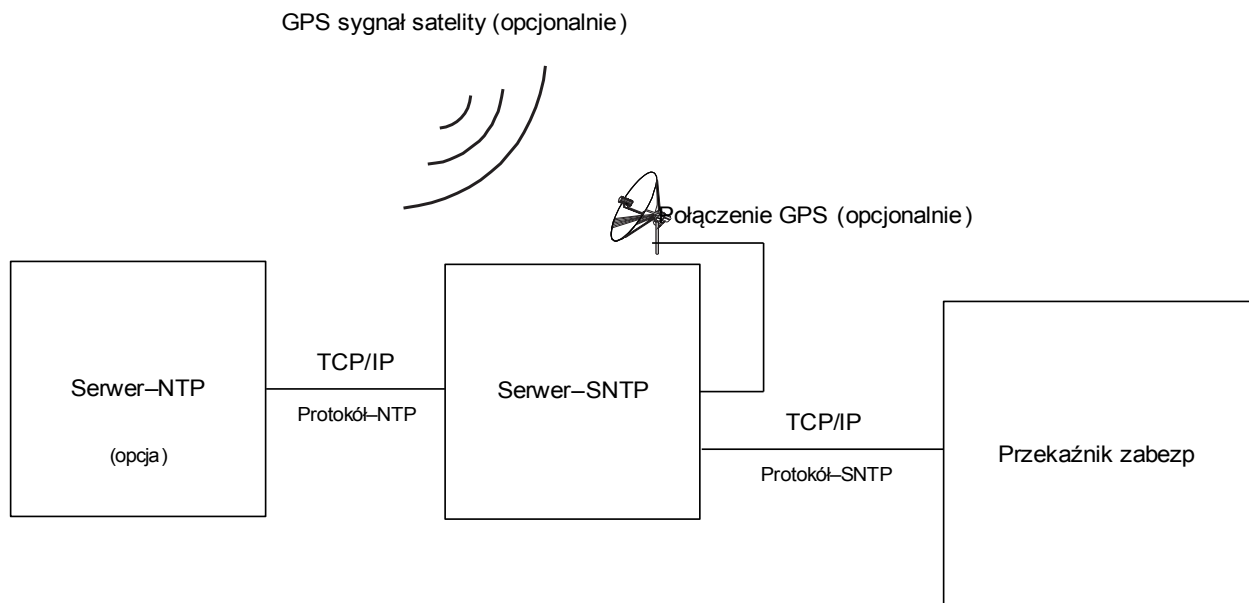 GPS sygnał satelity (opcjonalnie)
Połączenie GPS (opcjonalnie)
Serwer–NTP
(opcja)
TCP/IP
Protokół–NTP
Serwer–SNTP
TCP/IP
Protokół–SNTP
Przekaźnik zabezp